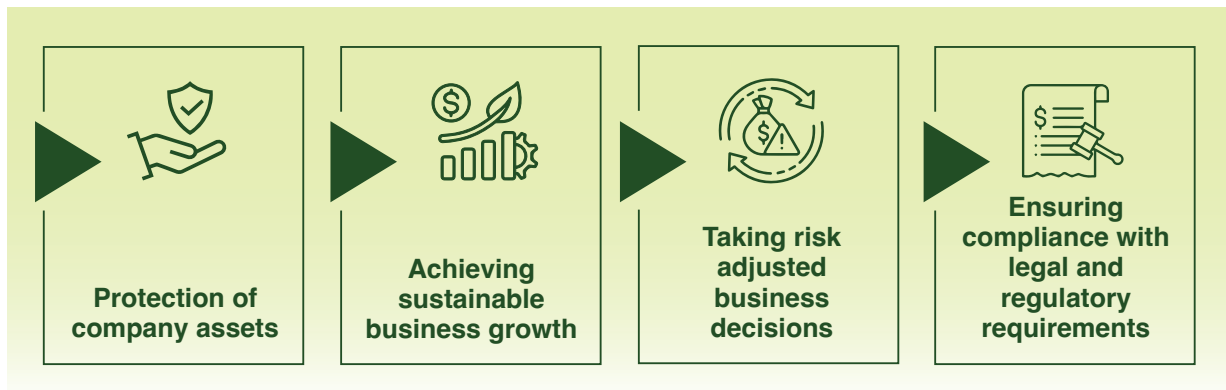 $
Protection of
company assets
$
Achieving
sustainable
business growth
$ !
Taking risk
adjusted
business
decisions
$
Ensuring
compliance with
legal and
regulatory
requirements